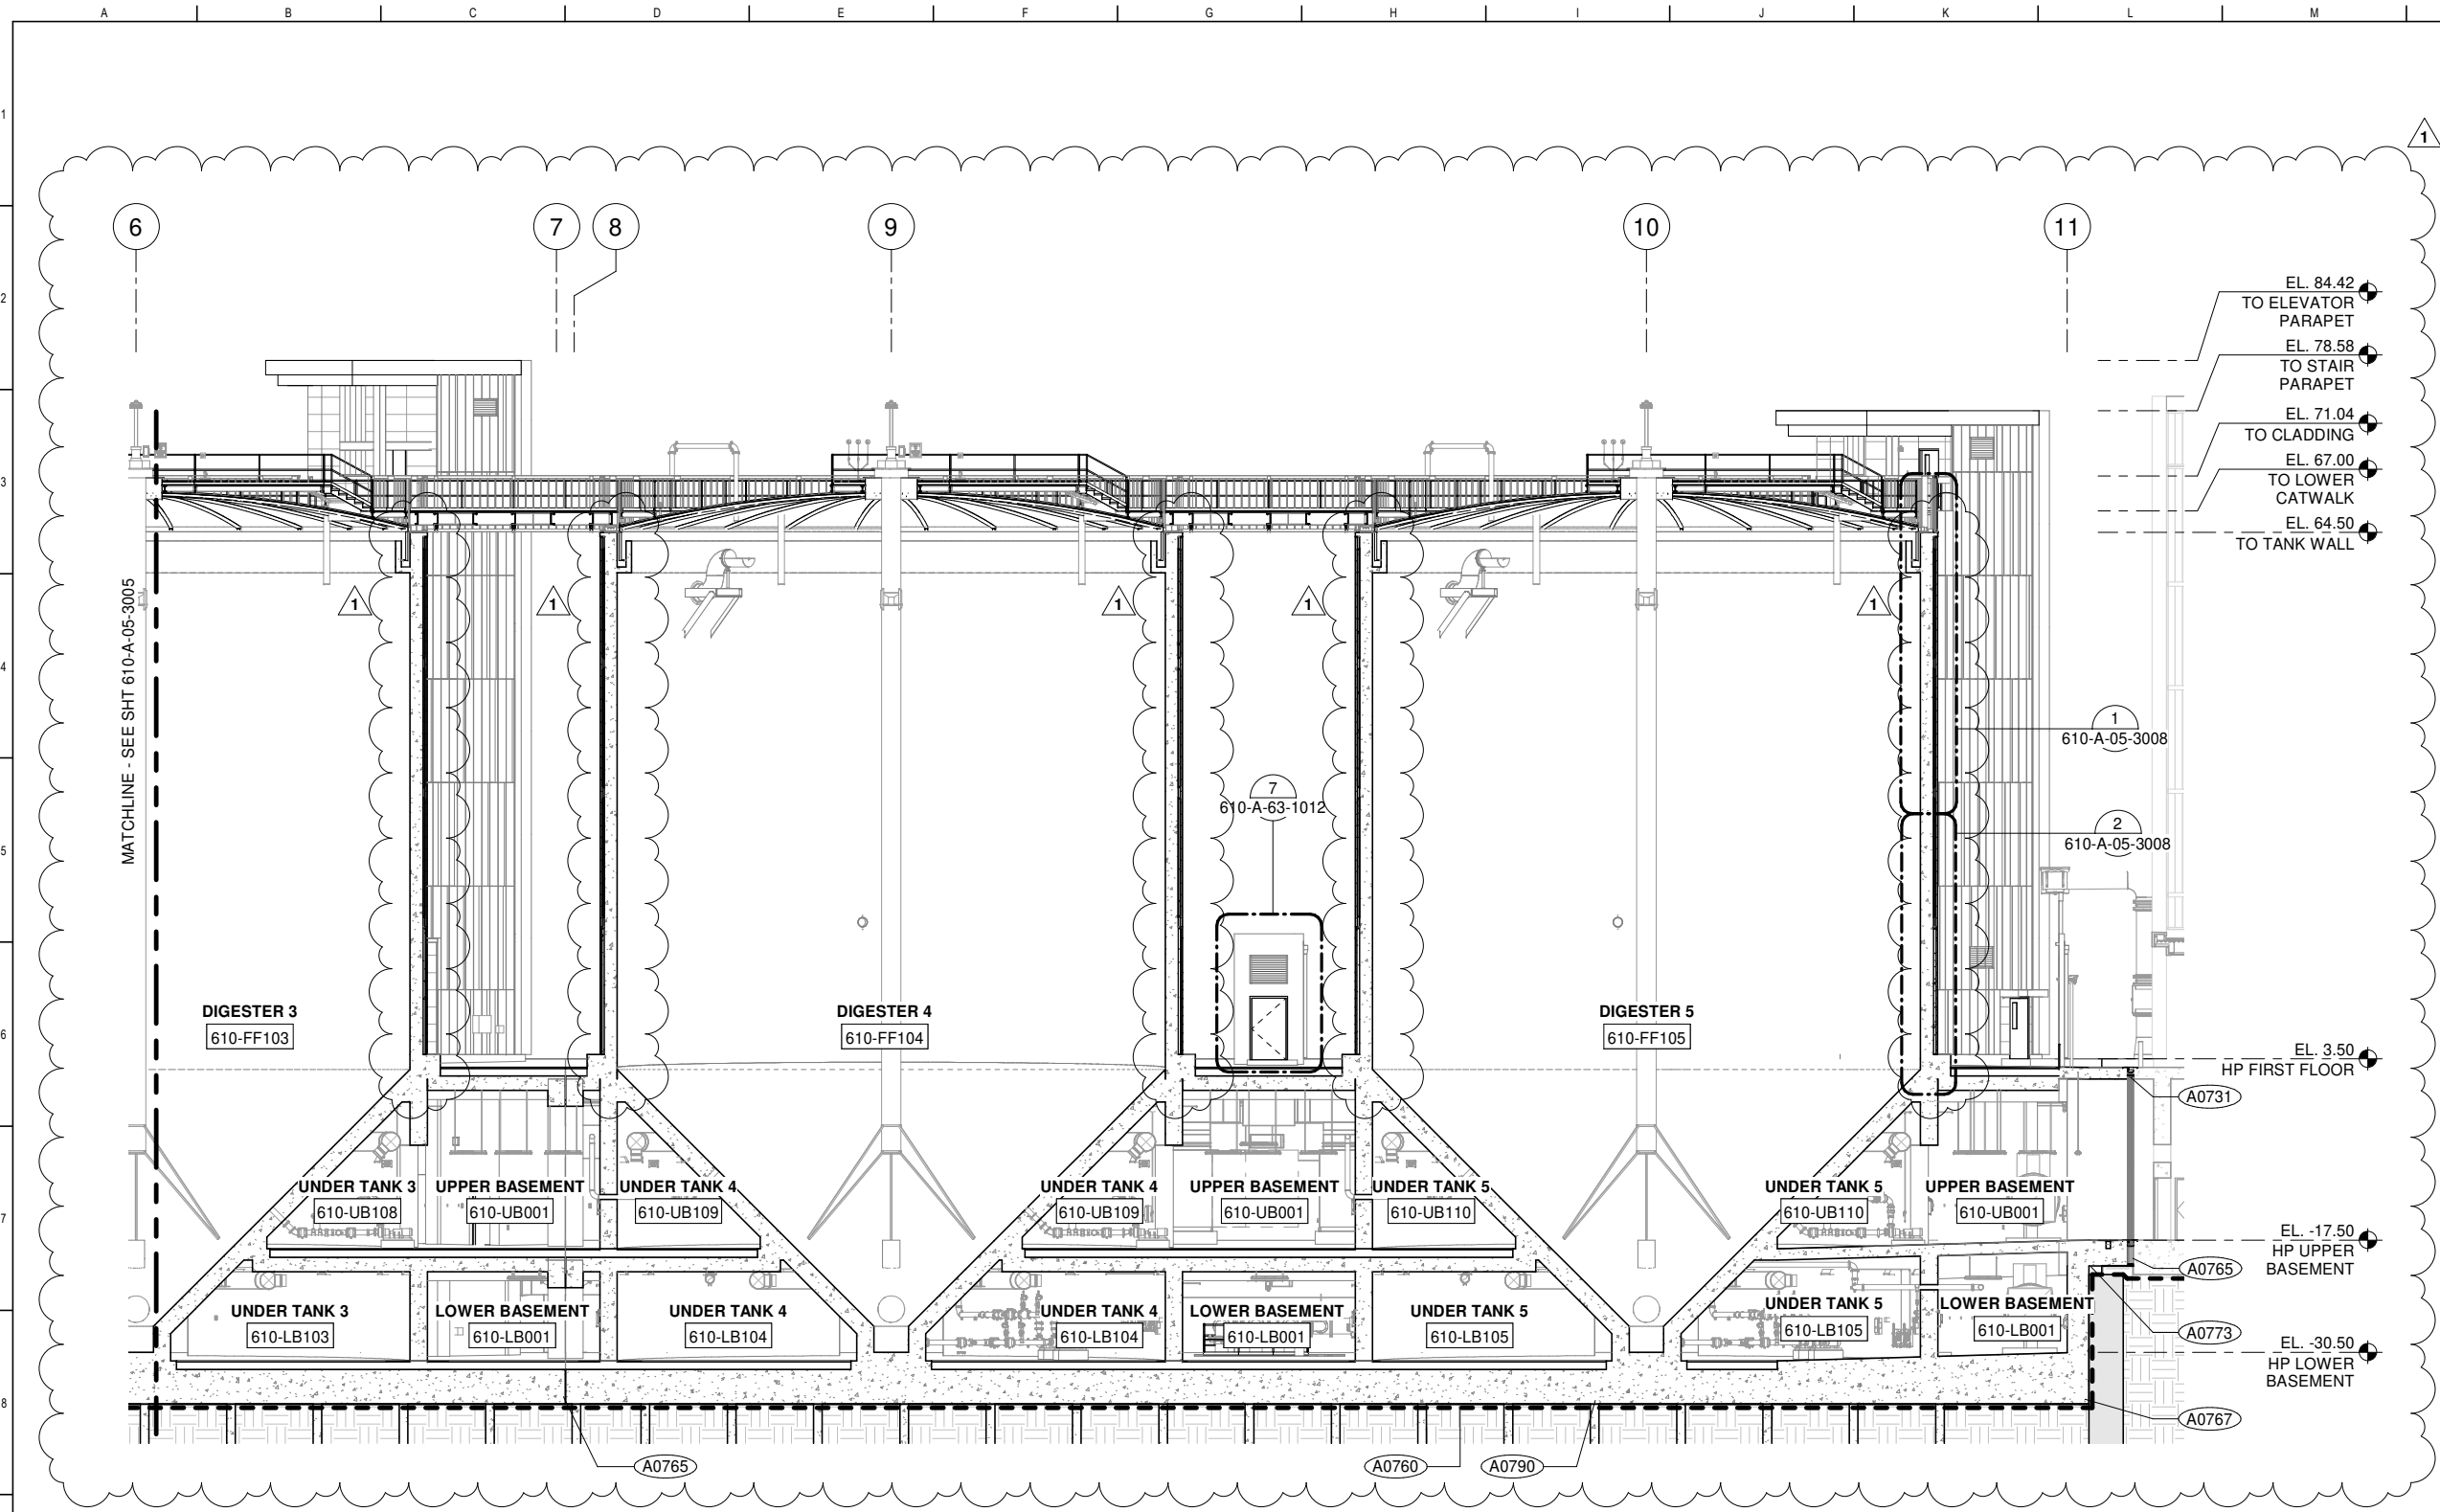 A B C D E F G H I J K L M
1
1
2
3
4
5
6
7
8
6 7 8 9 10 11
EL. 84.42
TO ELEVATOR
PARAPET
EL. 78.58
TO STAIR
PARAPET
EL. 71.04
TO CLADDING
EL. 67.00
TO LOWER
CATWALK
EL. 64.50
TO TANK WALL
MATCHLINE - SEE SHT 610-A-05-3005
1 1 1 1 1
1
610-A-05-3008
7
610-A-63-1012
2
610-A-05-3008
DIGESTER 3
610-FF103
DIGESTER 4
610-FF104
DIGESTER 5
610-FF105
EL. 3.50
HP FIRST FLOOR
A0731
UNDER TANK 3
610-UB108
UPPER BASEMENT
610-UB001
UNDER TANK 4
610-UB109
UNDER TANK 4
610-UB109
UPPER BASEMENT
610-UB001
UNDER TANK 5
610-UB110
UNDER TANK 5
610-UB110
UPPER BASEMENT
610-UB001
EL. -17.50
HP UPPER
BASEMENT
A0765
UNDER TANK 3
610-LB103
LOWER BASEMENT
610-LB001
UNDER TANK 4
610-LB104
UNDER TANK 4
610-LB104
LOWER BASEMENT
610-LB001
UNDER TANK 5
610-LB105
UNDER TANK 5
610-LB105
LOWER BASEMENT
610-LB001
A0773
EL. -30.50
HP LOWER
BASEMENT
A0767
A0765
A0760
A0790